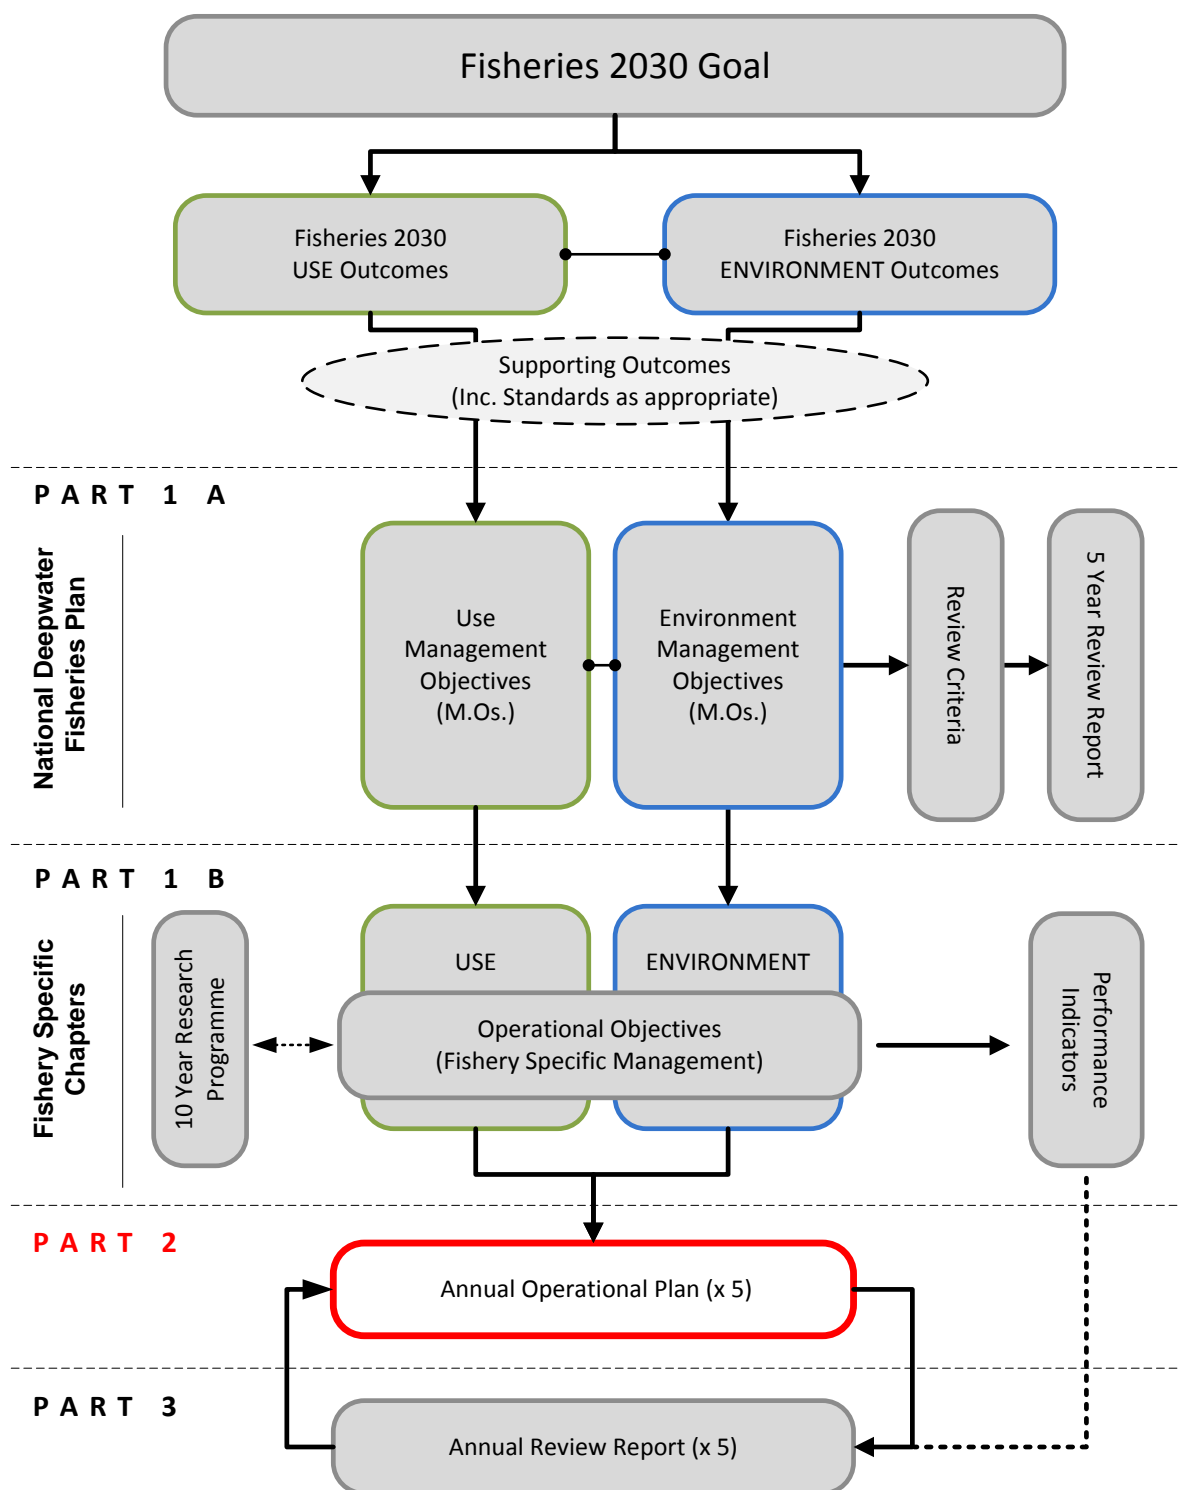 Fisheries 2030 Goal
Fisheries 2030
USE Outcomes
Fisheries 2030
ENVIRONMENT Outcomes
Supporting Outcomes
(Inc. Standards as appropriate)
PART 1 A
National Deepwater
Fisheries Plan
Use
Management
Objectives
(M.Os.)
Environment
Management
Objectives
(M.Os.)
Review Criteria
5 Year Review Report
PART 1 B
Fishery Specific
Chapters
10 Year Research
Programme
USE
ENVIRONMENT
Operational Objectives
(Fishery Specific Management)
Performance
Indicators
PART 2
Annual Operational Plan (x 5)
PART 3
Annual Review Report (x 5)